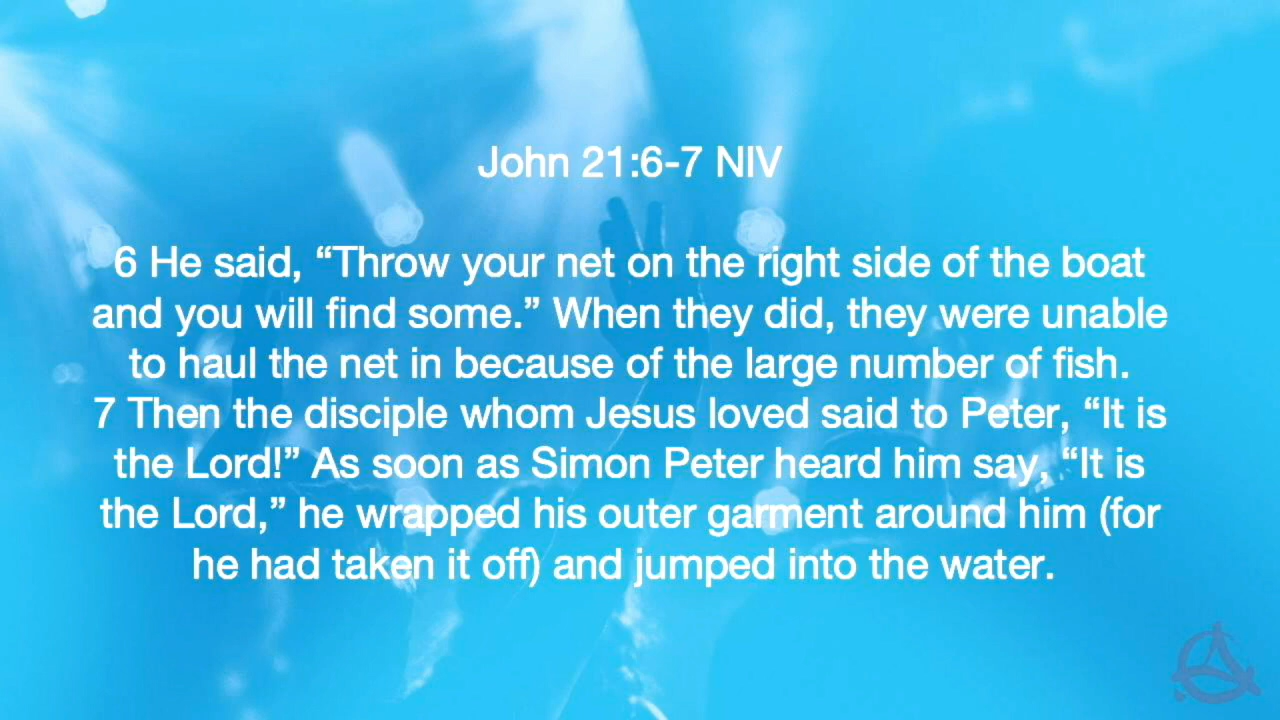 John 21:6-7 NIV
6 He said, “Throw your net on the right side of the boat
and you will find some.” When they did, they were unable
to haul the net in because of the large number of fish.
7 Then the disciple whom Jesus loved said to Peter, “It is
the Lord!” As soon as Simon Peter heard him say, “It is
the Lord,” he wrapped his outer garment around him (for
he had taken it off) and jumped into the water.